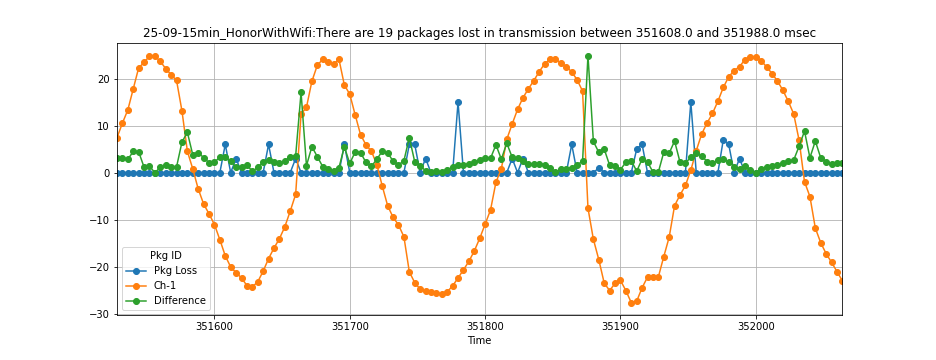 25-09-15min_HonorWithWifi:There are 19 packages lost in transmission between 351608.0 and 351988.0 msec
20
10
0
−10
−20
−30
Pkg ID
Pkg Loss
Ch-1
Difference
351600 351700 351800 351900 352000
Time